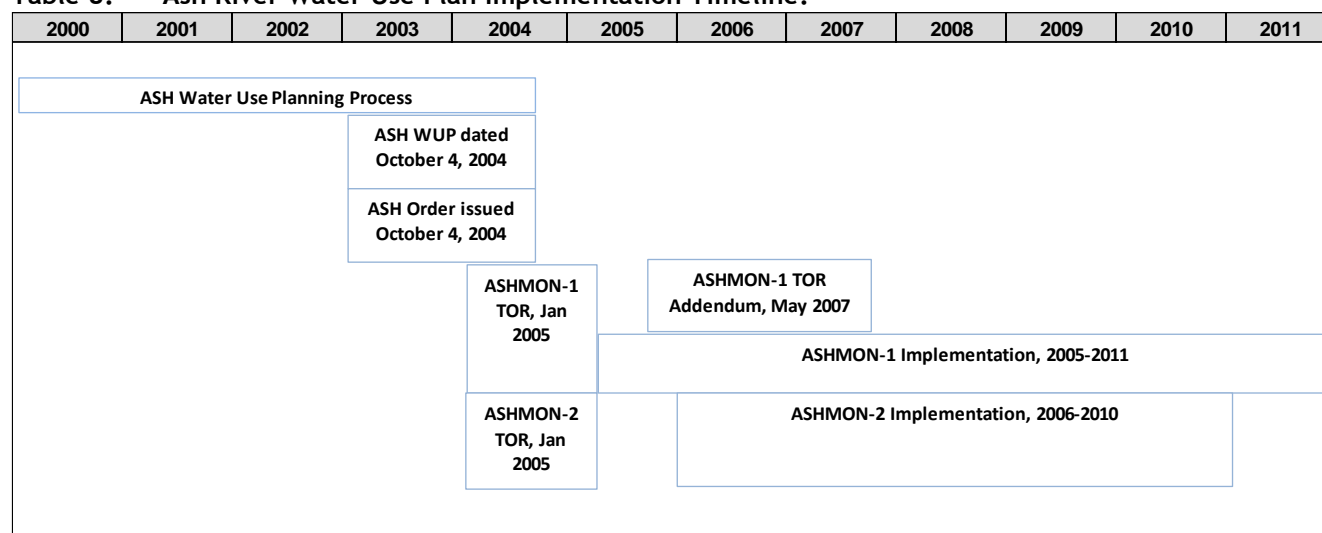 Table 3: Ash River Water Use Plan Implementation Timeline.
2000 2001 2002 2003 2004 2005 2006 2007 2008 2009 2010 2011
ASH Water Use Planning Process
ASH WUP dated
October 4, 2004
ASH Order issued
October 4, 2004
ASHMON-1
TOR, Jan
2005
ASHMON-1 TOR
Addendum, May 2007
ASHMON-1 Implementation, 2005-2011
ASHMON-2
TOR, Jan
2005
ASHMON-2 Implementation, 2006-2010